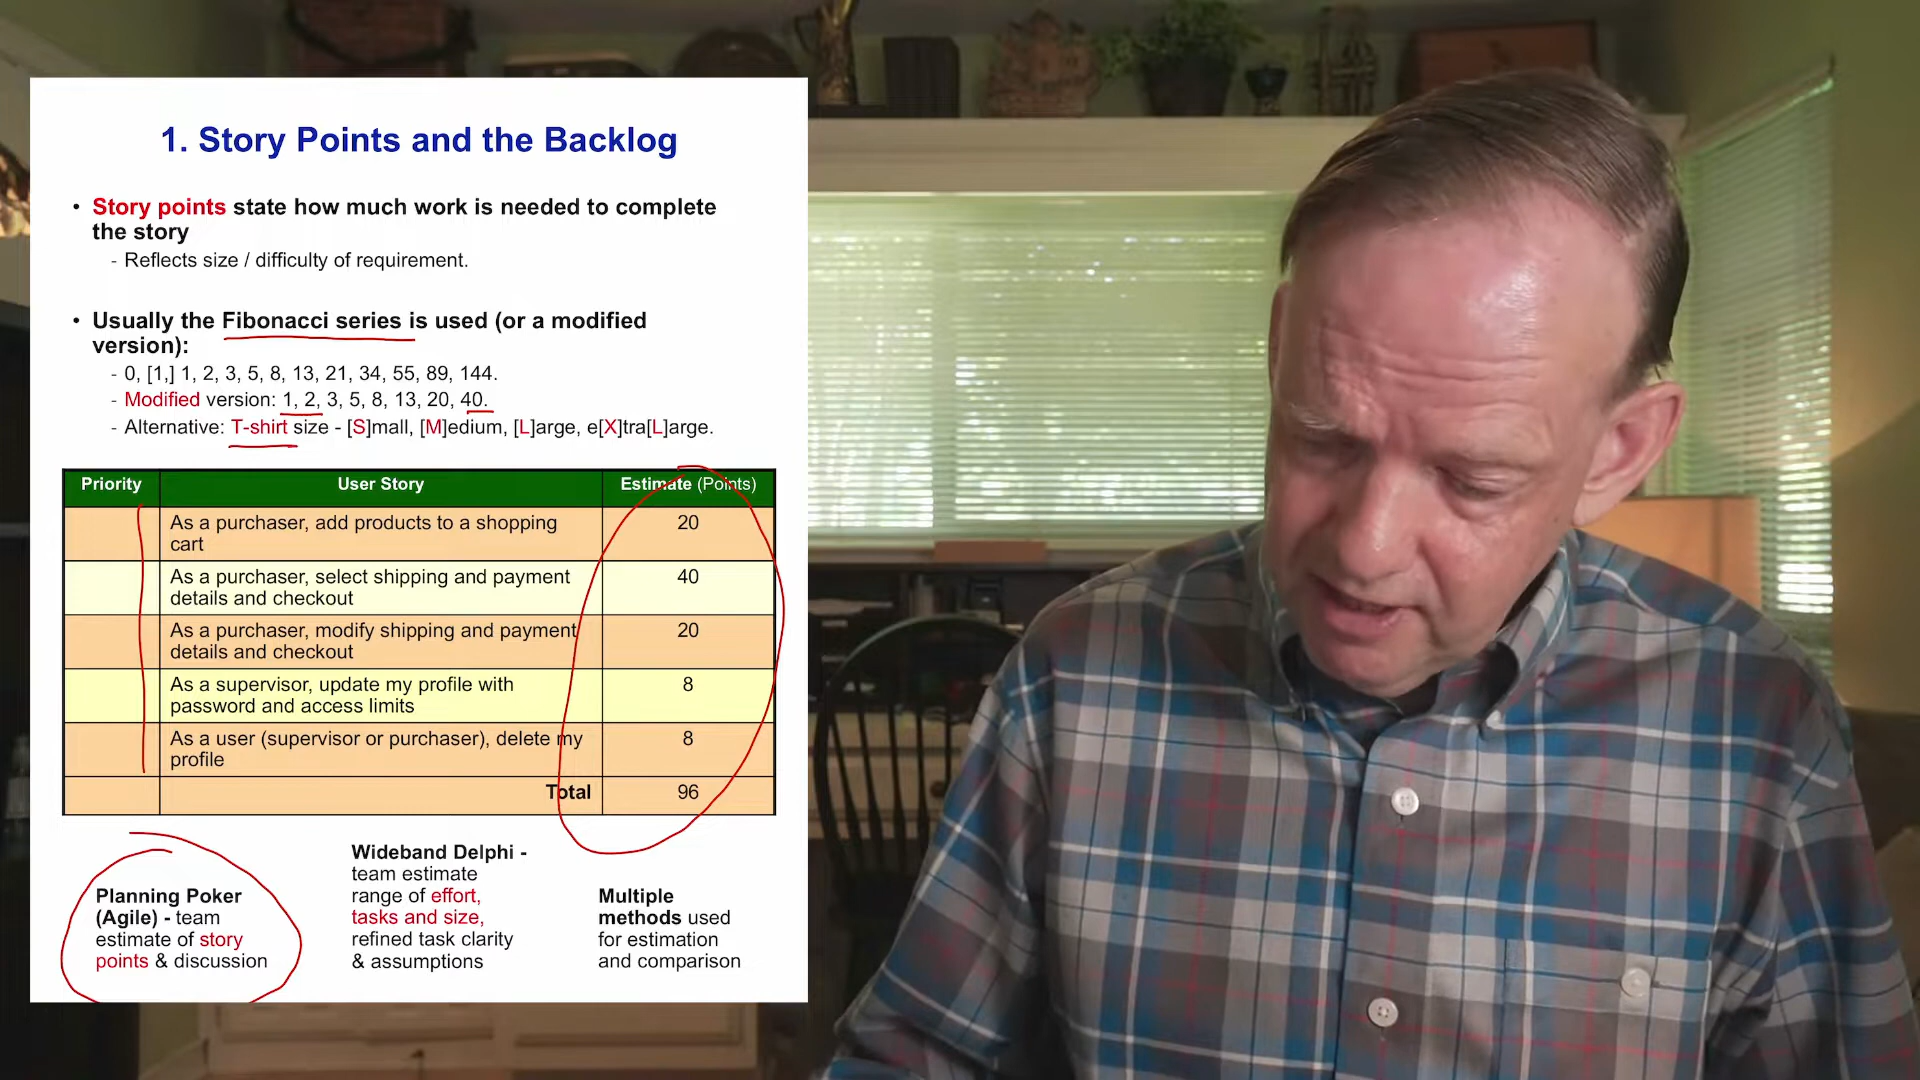 1. Story Points and the Backlog
• Story points state how much work is needed to complete
the story
- Reflects size / difficulty of requirement.
• Usually the Fibonacci series is used (or a modified
version):
- 0, [1,] 1, 2, 3, 5, 8, 13, 21, 34, 55, 89, 144.
- Modified version: 1, 2, 3, 5, 8, 13, 20, 40.
- Alternative: T-shirt size - [S]mall, [M]edium, [L]arge, e[X]tra[L]arge.
Priority User Story Estimate (Points)
As a purchaser, add products to a shopping
cart
20
As a purchaser, select shipping and payment
details and checkout
40
As a purchaser, modify shipping and payment
details and checkout
20
As a supervisor, update my profile with
password and access limits
8
As a user (supervisor or purchaser), delete my
profile
8
Total 96
Planning Poker
(Agile) - team
estimate of story
points & discussion
Wideband Delphi -
team estimate
range of effort,
tasks and size,
refined task clarity
& assumptions
Multiple
methods used
for estimation
and comparison